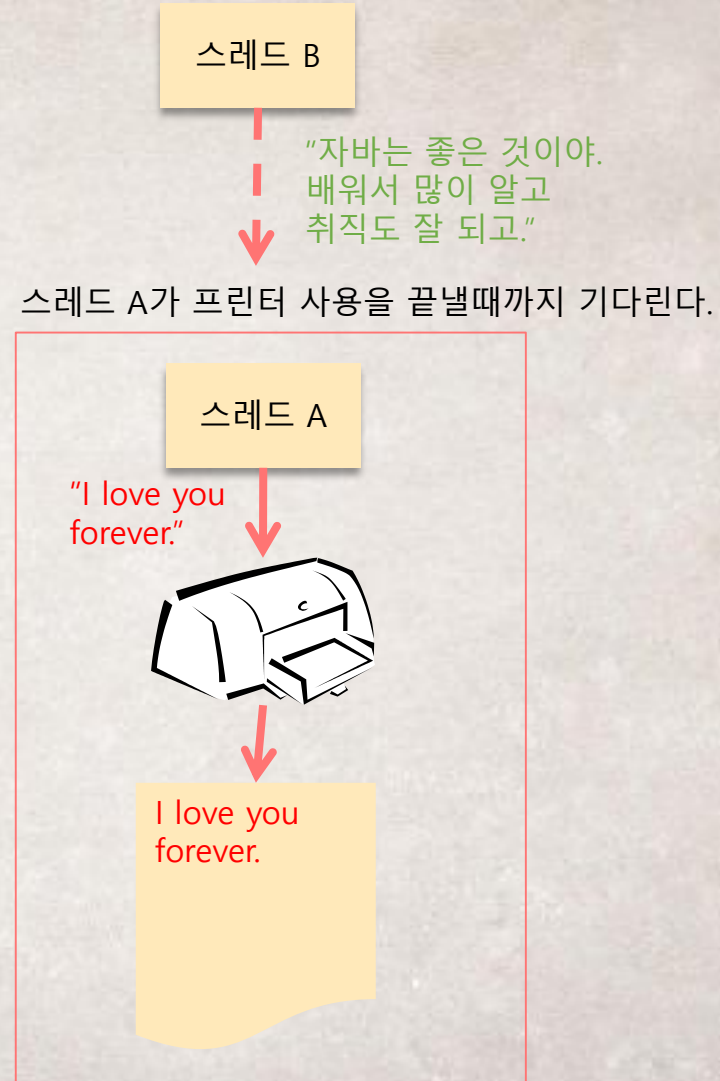 스레드 B
"자바는 좋은 것이야.
배워서 많이 알고
취직도 잘 되고."
스레드 A가 프린터 사용을 끝낼때까지 기다린다.
스레드 A
"I love you
forever."
I love you
forever.